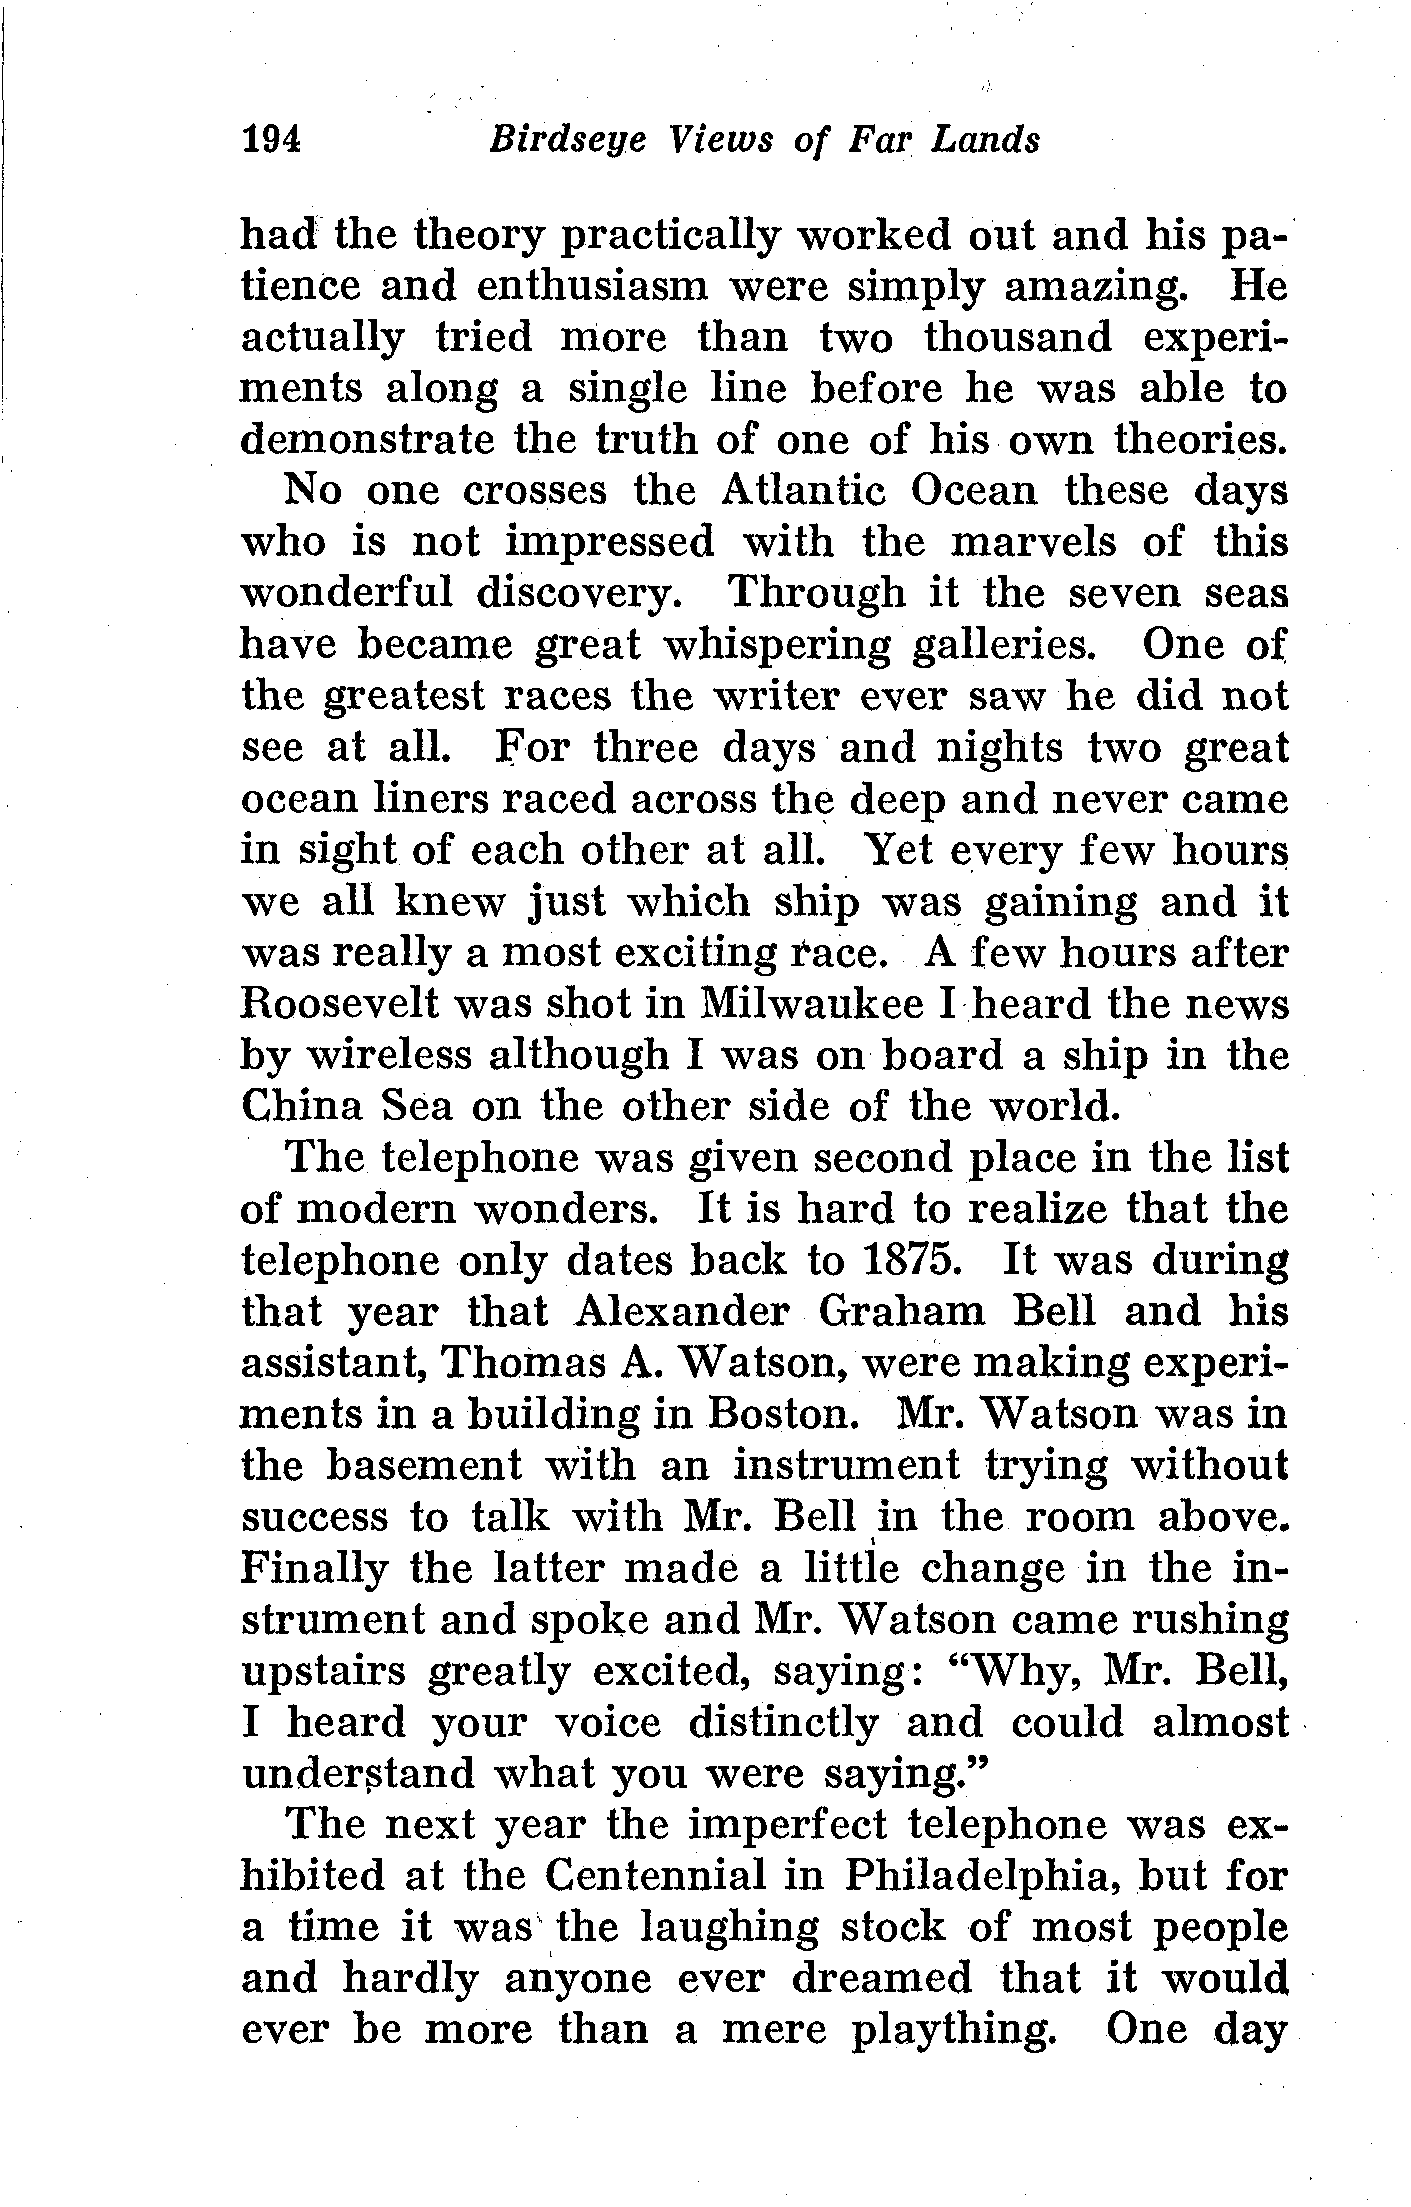 194 Birdseye Views of Far Lands
had the theory practically worked out and his pa-
tience and enthusiasm were simply amazing. He
actually tried more than two thousand experi-
ments along a single line before he was able to
demonstrate the truth of one of his own theories.
No one crosses the Atlantic Ocean these days
who is not impressed with the marvels of this
wonderful discovery. Through it the seven seas
have became great whispering galleries. One of
the greatest races the writer ever saw he did not
see at all. For three days and nights two great
ocean liners raced across the deep and never came
in sight of each other at all. Yet every few hours
we all knew just which ship was gaining and it
was really a most exciting race. A few hours after
Roosevelt was shot in Milwaukee I heard the news
by wireless although I was on board a ship in the
China Sea on the other side of the world.
The telephone was given second place in the list
of modern wonders. It is hard to realize that the
telephone only dates back to 1875. It was during
that year that Alexander Graham Bell and his
assistant, Thomas A. Watson, were making experi-
ments in a building in Boston. Mr. Watson was in
the basement with an instrument trying without
success to talk with Mr. Bell in the room above.
Finally the latter made a little change in the in-
strument and spoke and Mr. Watson came rushing
upstairs greatly excited, saying: “Why, Mr. Bell,
I heard your voice distinctly and could almost
understand what you were saying.”
The next year the imperfect telephone was ex-
hibited at the Centennial in Philadelphia, but for
a time it was the laughing stock of most people
and hardly anyone ever dreamed that it would
ever be more than a mere plaything. One day